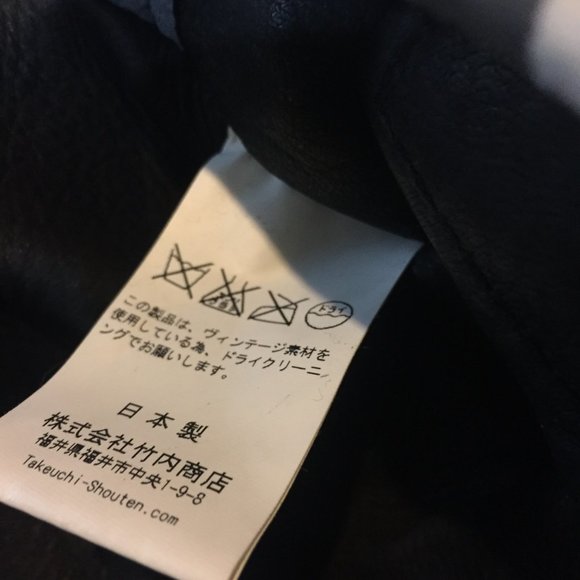 ドライ
この製品は、ヴィンテージ素材を
使用している為、ドライクリーニ
ングでお願いします。
日本製
株式会社竹内商店
福井県福井市中央1-9-8
Takeuchi-Shouten.com